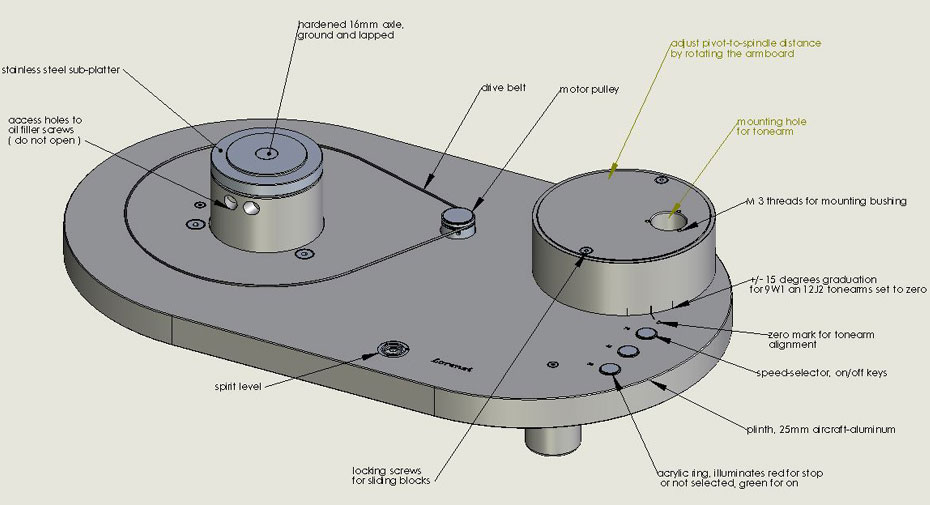 hardened 16mm axle,
ground and lapped
stainless steel sub-platter
access holes to
oil filler screws
( do not open )
drive belt
motor pulley
adjust pivot-to-spindle distance
by rotating the armboard
mounting hole
for tonearm
M 3 threads for mounting bushing
+/- 15 degrees graduation
for 9W1 an 12J2 tonearms set to zero
zero mark for tonearm
alignment
speed-selector, on/off keys
plinth, 25mm aircraft-aluminum
acrylic ring, illuminates red for stop
or not selected, green for on
spirit level
locking screws
for sliding blocks